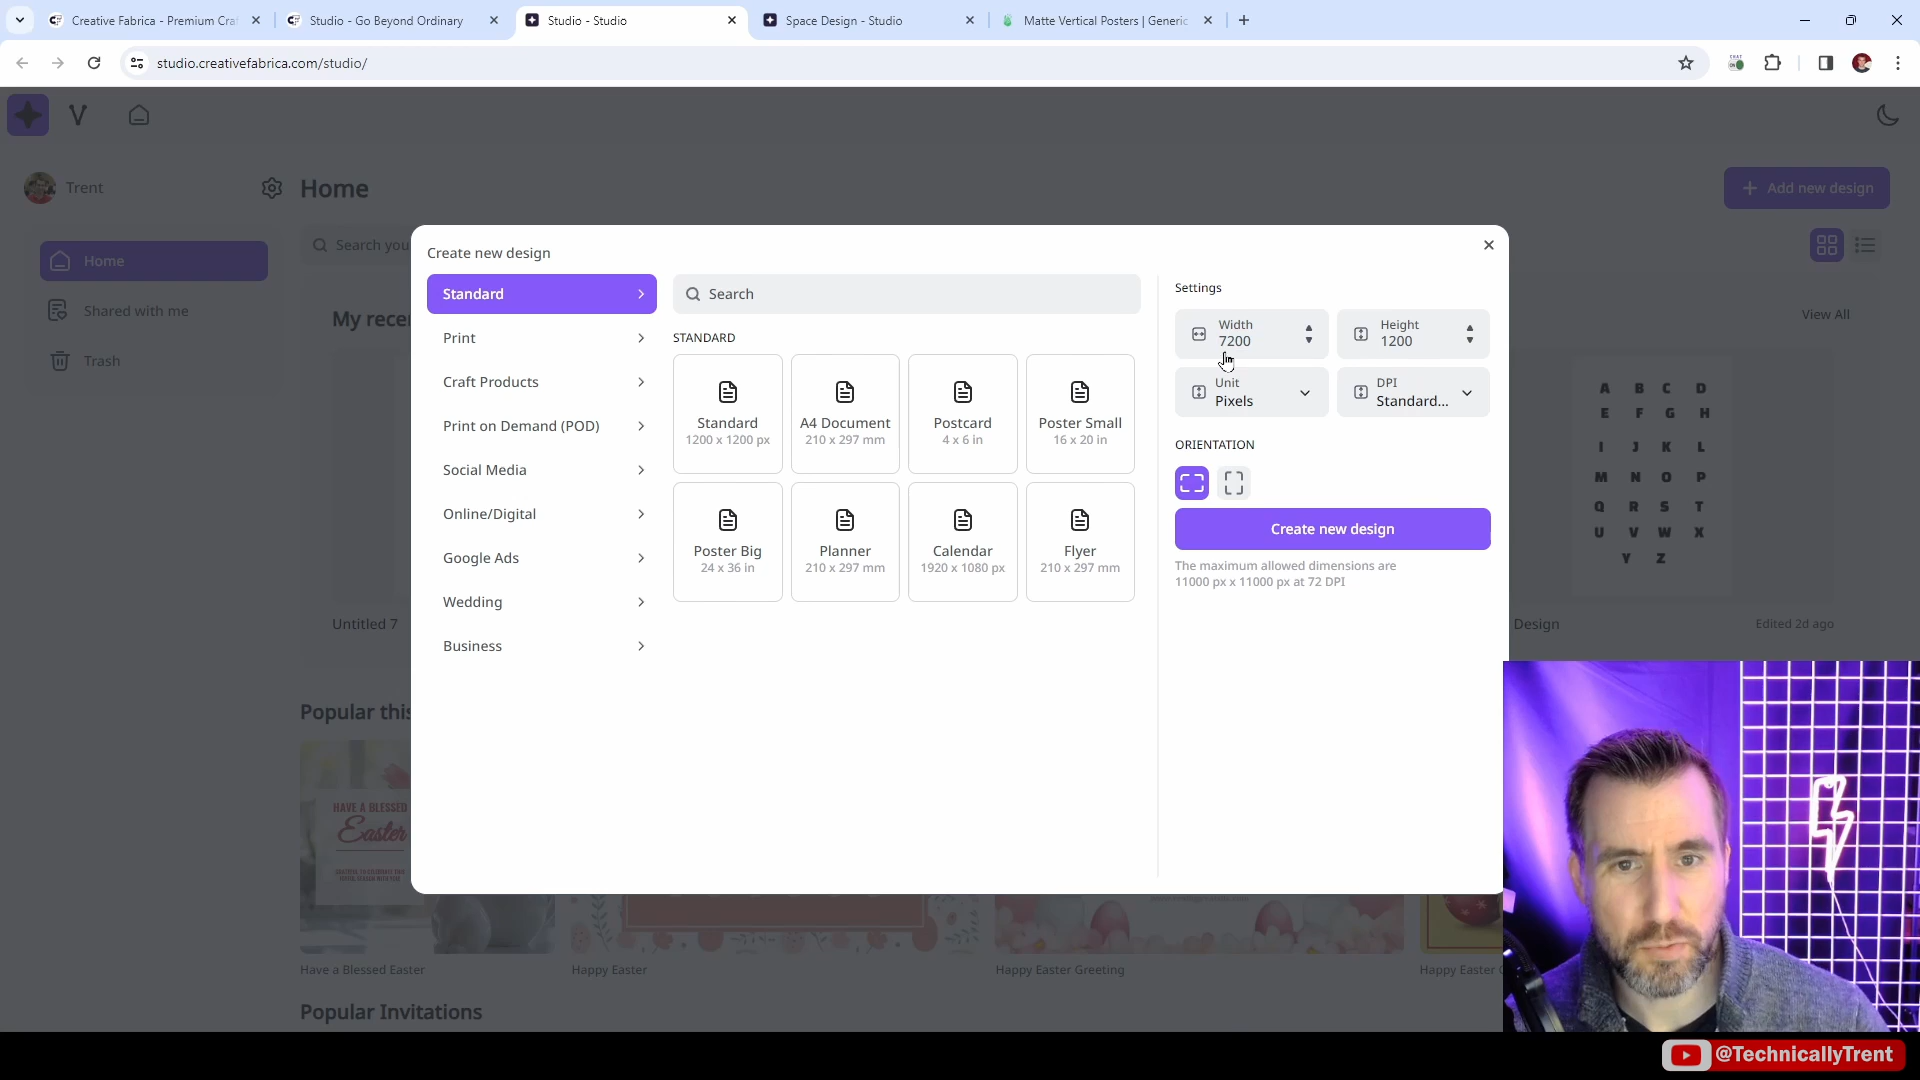 Creative Fabrica - Premium Cra
Studio - Go Beyond Ordinary
Studio - Studio
Space Design - Studio
Matte Vertical Posters | Generic
studio.creativefabrica.com/studio/
Trent
Home
+ Add new design
Home
Search you
Shared with me
Trash
My rece
View All
Create new design
Standard
Print
Craft Products
Print on Demand (POD)
Social Media
Online/Digital
Google Ads
Wedding
Business
Search
STANDARD
Standard
1200 x 1200 px
A4 Document
210 x 297 mm
Postcard
4 x 6 in
Poster Small
16 x 20 in
Poster Big
24 x 36 in
Planner
210 x 297 mm
Calendar
1920 x 1080 px
Flyer
210 x 297 mm
Settings
Width
7200
Height
1200
Unit
Pixels
DPI
Standard...
ORIENTATION
Create new design
The maximum allowed dimensions are
11000 px x 11000 px at 72 DPI
A B C D
E F G H
I J K L
M N O P
Q R S T
U V W X
Y Z
Untitled 7
Design
Edited 2d ago
Popular this
HAVE A BLESSED
Easter
Have a Blessed Easter
Happy Easter
Happy Easter Greeting
Happy Easter
Popular Invitations
@TechnicallyTrent